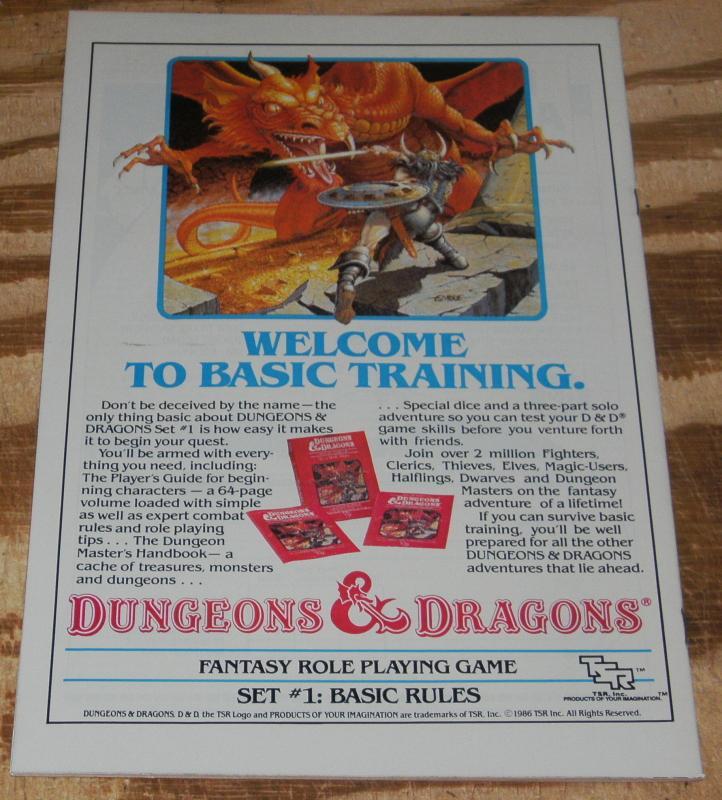 ELMORE
WELCOME
TO BASIC TRAINING.
Don't be deceived by the name—the
only thing basic about DUNGEONS &
DRAGONS Set #1 is how easy it makes
it to begin your quest.
You'll be armed with every-
thing you need, including:
The Player's Guide for begin-
ning characters — a 64-page
volume loaded with simple
as well as expert combat
rules and role playing
tips . . . The Dungeon
Master's Handbook— a
cache of treasures, monsters
and dungeons . . .
. . . Special dice and a three-part solo
adventure so you can test your D & D®
game skills before you venture forth
with friends.
Join over 2 million Fighters,
Clerics, Thieves, Elves, Magic-Users,
Halflings, Dwarves and Dungeon
Masters on the fantasy
adventure of a lifetime!
If you can survive basic
training, you'll be well
prepared for all the other
DUNGEONS & DRAGONS
adventures that lie ahead.
DUNGEONS
& DRAGONS
DUNGEONS
& DRAGONS
DUNGEONS
& DRAGONS
DUNGEONS & DRAGONS®
FANTASY ROLE PLAYING GAME
SET #1: BASIC RULES
TSR™
TSR, Inc.
PRODUCTS OF YOUR IMAGINATION.™
DUNGEONS & DRAGONS, D & D, the TSR Logo and PRODUCTS OF YOUR IMAGINATION are trademarks of TSR, Inc. ©1986 TSR Inc. All Rights Reserved.